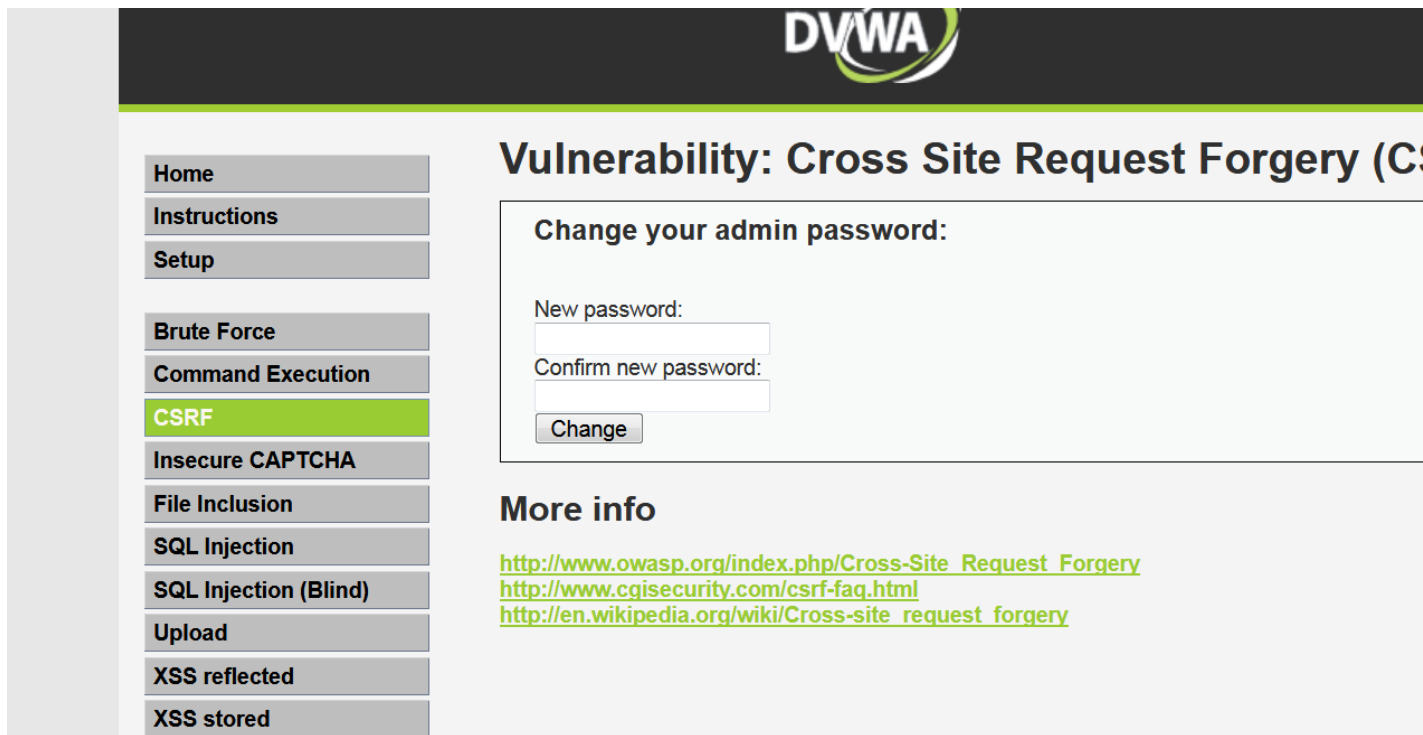 DVWA
Home
Instructions
Setup
Brute Force
Command Execution
CSRF
Insecure CAPTCHA
File Inclusion
SQL Injection
SQL Injection (Blind)
Upload
XSS reflected
XSS stored
Vulnerability: Cross Site Request Forgery (CS
Change your admin password:
New password:
Confirm new password:
Change
More info
http://www.owasp.org/index.php/Cross-Site_Request_Forgery
http://www.cgisecurity.com/csrf-faq.html
http://en.wikipedia.org/wiki/Cross-site_request_forgery